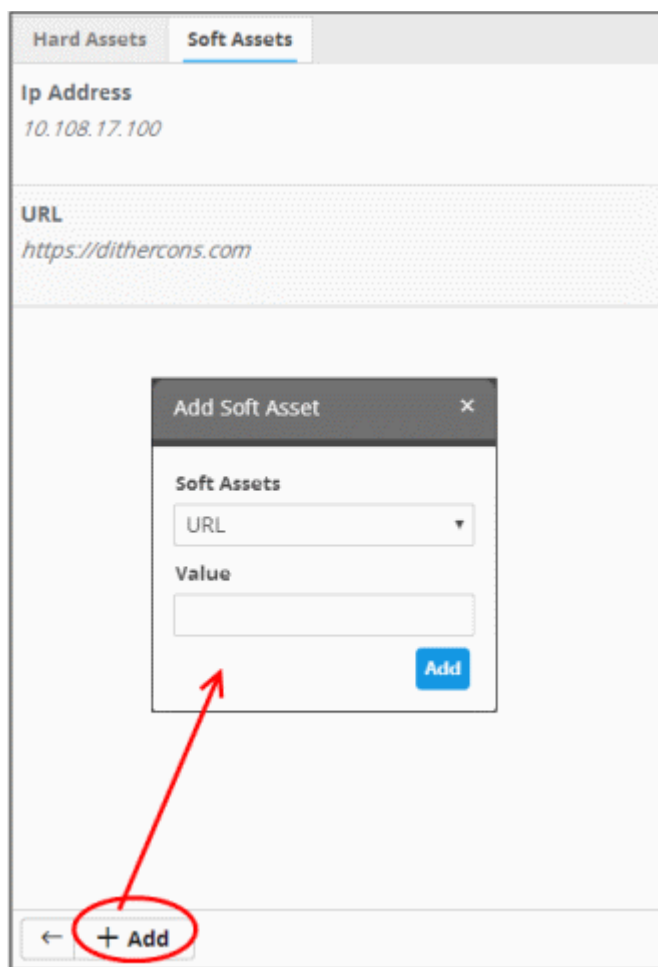 Hard Assets Soft Assets
Ip Address
10.108.17.100
URL
https://dithercons.com
Add Soft Asset ×
Soft Assets
URL
Value
Add
+ Add